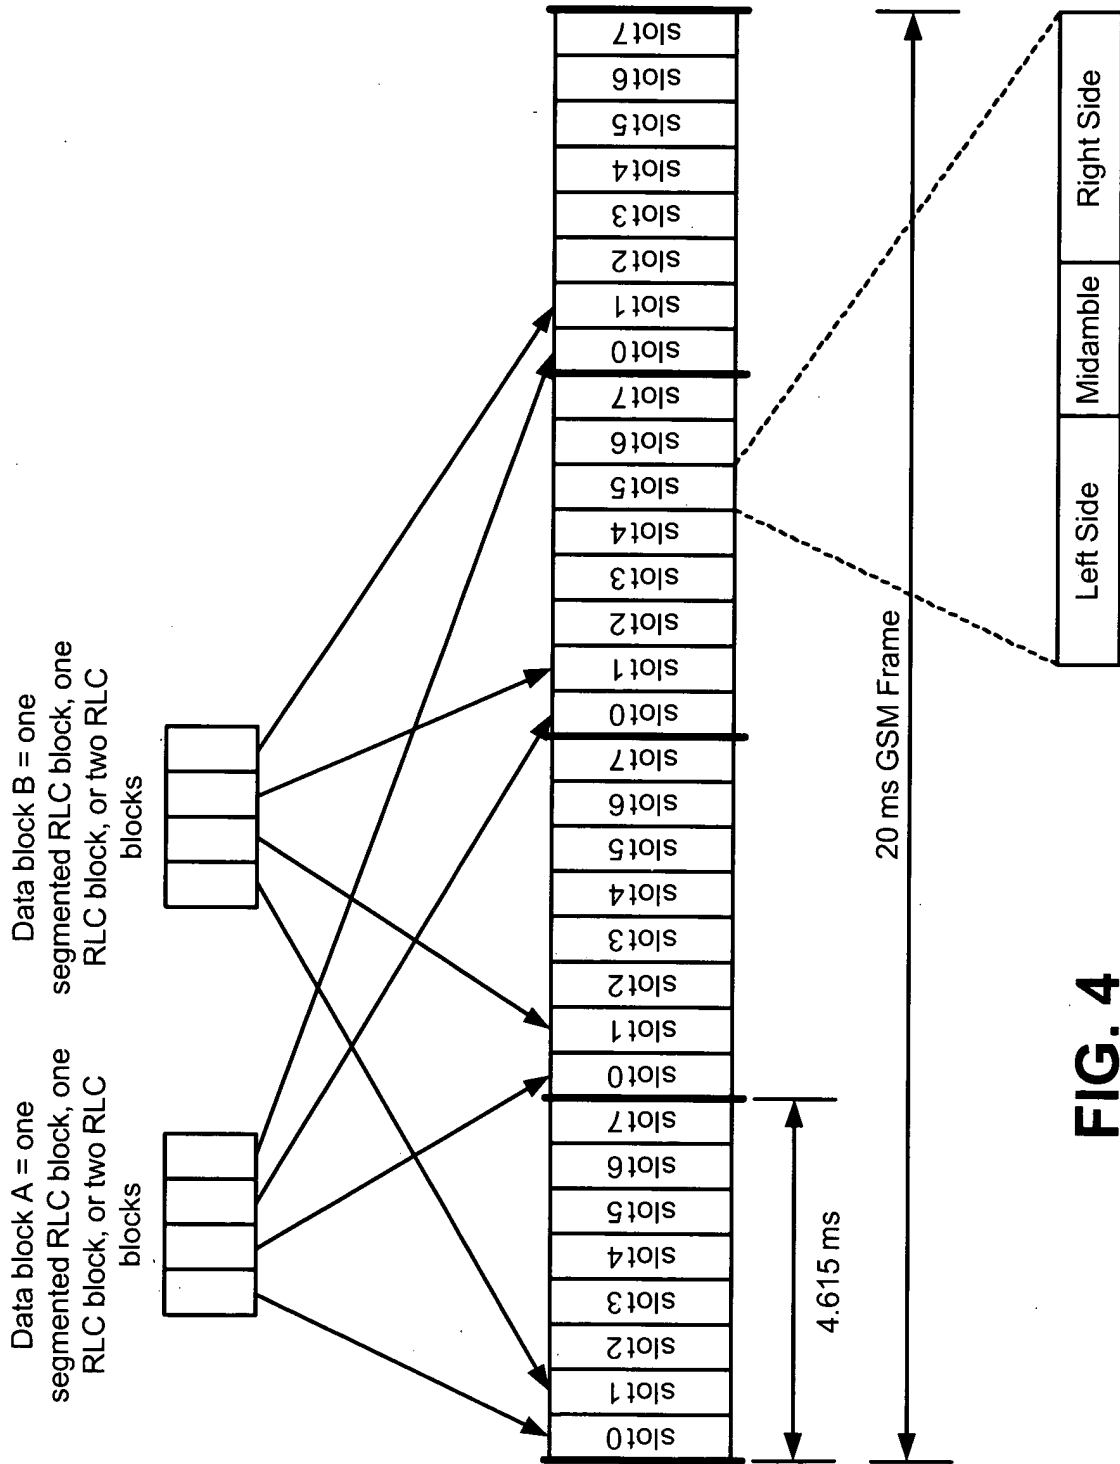 Data block A = one
segmented RLC block, one
RLC block, or two RLC
blocks
Data block B = one
segmented RLC block, one
RLC block, or two RLC
blocks
slot0
slot1
slot2
slot3
slot4
slot5
slot6
slot7
slot0
slot1
slot2
slot3
slot4
slot5
slot6
slot7
slot0
slot1
slot2
slot3
slot4
slot5
slot6
slot7
slot0
slot1
slot2
slot3
slot4
slot5
slot6
slot7
4.615 ms
20 ms GSM Frame
Left Side
Midamble
Right Side
FIG. 4